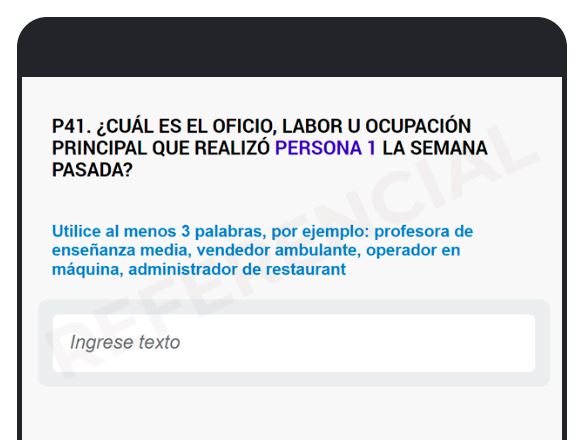 P41. ¿CUÁL ES EL OFICIO, LABOR U OCUPACIÓN
PRINCIPAL QUE REALIZÓ PERSONA 1 LA SEMANA
PASADA?
Utilice al menos 3 palabras, por ejemplo: profesora de
enseñanza media, vendedor ambulante, operador en
máquina, administrador de restaurant
Ingrese texto
REFERENCIAL